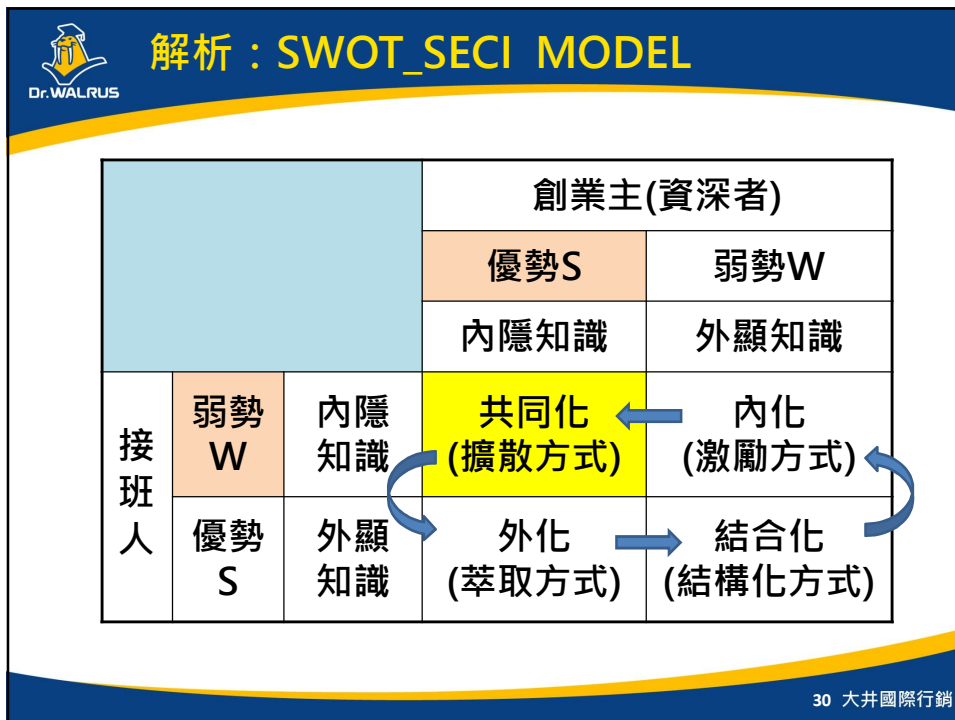 解析：SWOT_SECI MODEL
Dr.WALRUS
創業主(資深者)
優勢S
弱勢W
內隱知識
外顯知識
接班人
弱勢
W
內隱
知識
共同化
(擴散方式)
內化
(激勵方式)
優勢
S
外顯
知識
外化
(萃取方式)
結合化
(結構化方式)
30 大井國際行銷